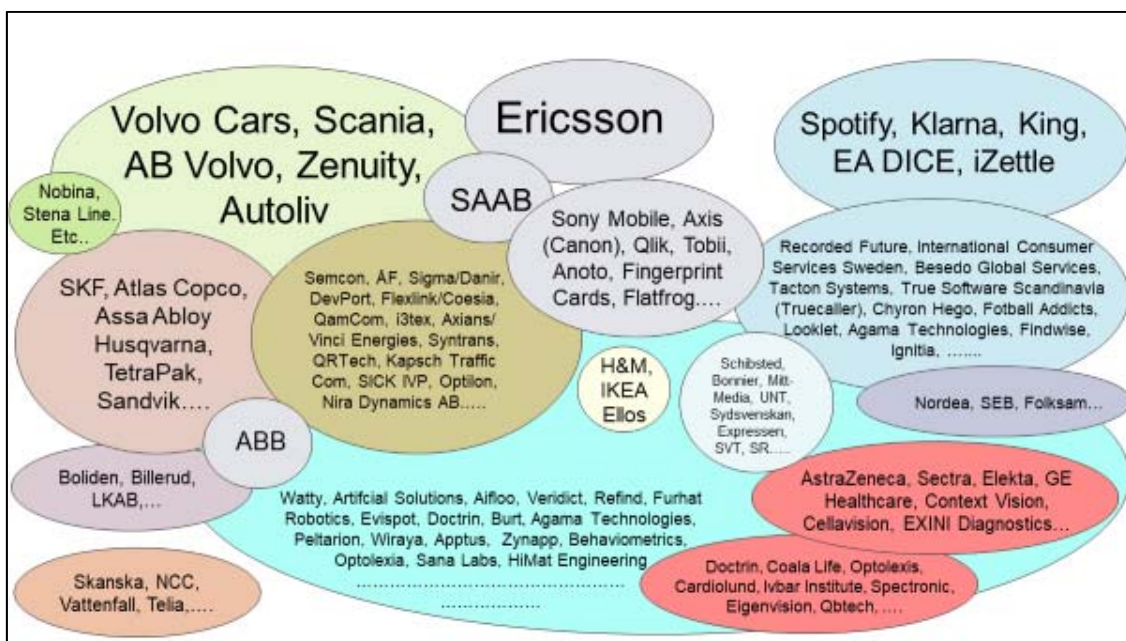 Volvo Cars, Scania,
AB Volvo, Zenuity,
Autoliv
Ericsson
Spotify, Klarna, King,
EA DICE, iZettle
Nobina,
Stena Line.
Etc..
SAAB
Sony Mobile, Axis
(Canon), Qlik, Tobii,
Anoto, Fingerprint
Cards, Flatfrog....
Recorded Future, International Consumer
Services Sweden, Besedo Global Services,
Tacton Systems, True Software Scandinavia
(Truecaller), Chyron Hego, Fotball Addicts,
Looklet, Agama Technologies, Findwise,
Ignitia, .......
SKF, Atlas Copco,
Assa Abloy
Husqvarna,
TetraPak,
Sandvik....
Semcon, ÅF, Sigma/Danir,
DevPort, Flexlink/Coesia,
QamCom, i3tex, Axians/
Vinci Energies, Syntrans,
QRTech, Kapsch Traffic
Com, SICK IVP, Optilon,
Nira Dynamics AB.....
H&M,
IKEA
Ellos
Schibsted,
Bonnier, Mitt-
Media, UNT,
Sydsvenskan,
Expressen,
SVT, SR.....
Nordea, SEB, Folksam...
ABB
Boliden, Billerud,
LKAB,...
Watty, Artifcial Solutions, Aifloo, Veridict, Refind, Furhat
Robotics, Evispot, Doctrin, Burt, Agama Technologies,
Peltarion, Wiraya, Apptus, Zynapp, Behaviometrics,
Optolexia, Sana Labs, HiMat Engineering
............................................................
.................
AstraZeneca, Sectra, Elekta, GE
Healthcare, Context Vision,
Cellavision, EXINI Diagnostics...
Doctrin, Coala Life, Optolexis,
Cardiolund, Ivbar Institute, Spectronic,
Eigenvision, Qbtech, ....
Skanska, NCC,
Vattenfall, Telia,....